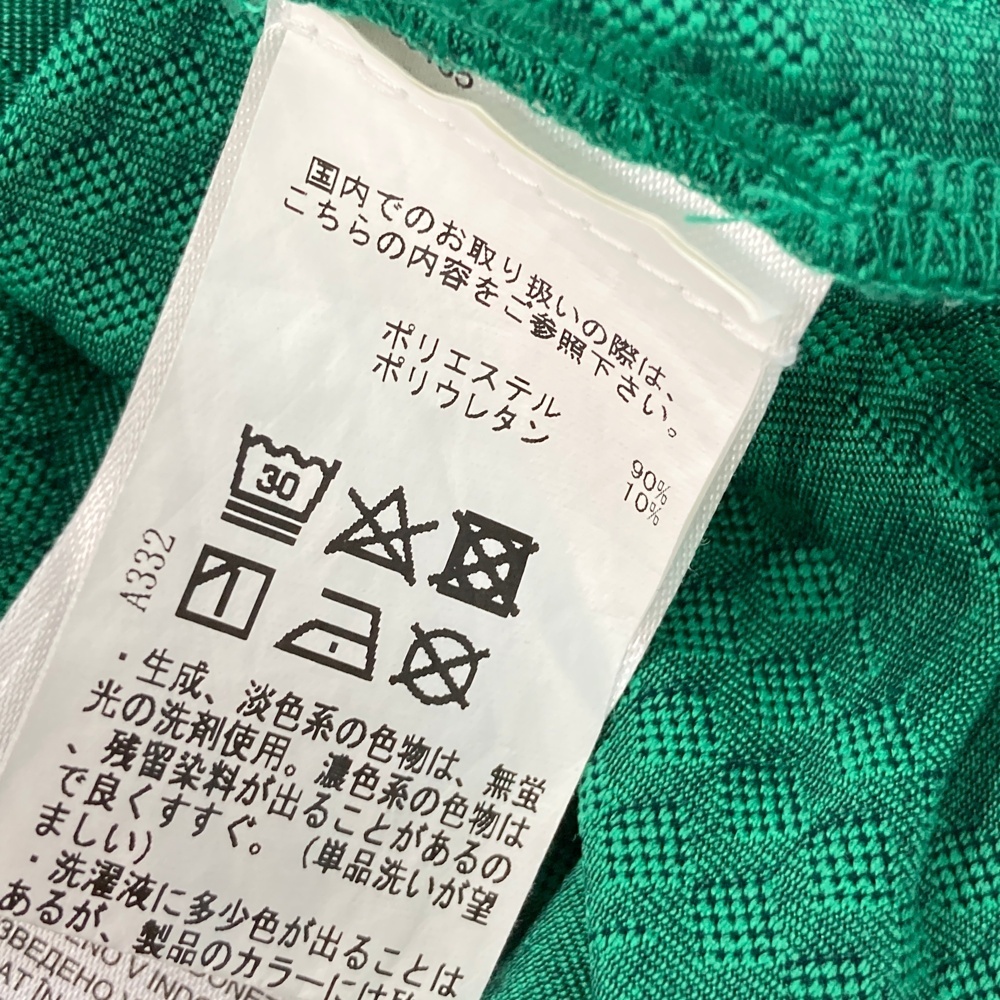 国内でのお取り扱いの際は、
こちらの内容をご参照下さい。
ポリエステル 90%
ポリウレタン 10%
30
A332
・生成、淡色系の色物は、無蛍
光の洗剤使用。濃色系の色物は
、残留染料が出ることがあるの
で良くすすぐ。（単品洗いが望
ましい）
・洗濯液に多少色が出ることは
あるが、製品のカラーには